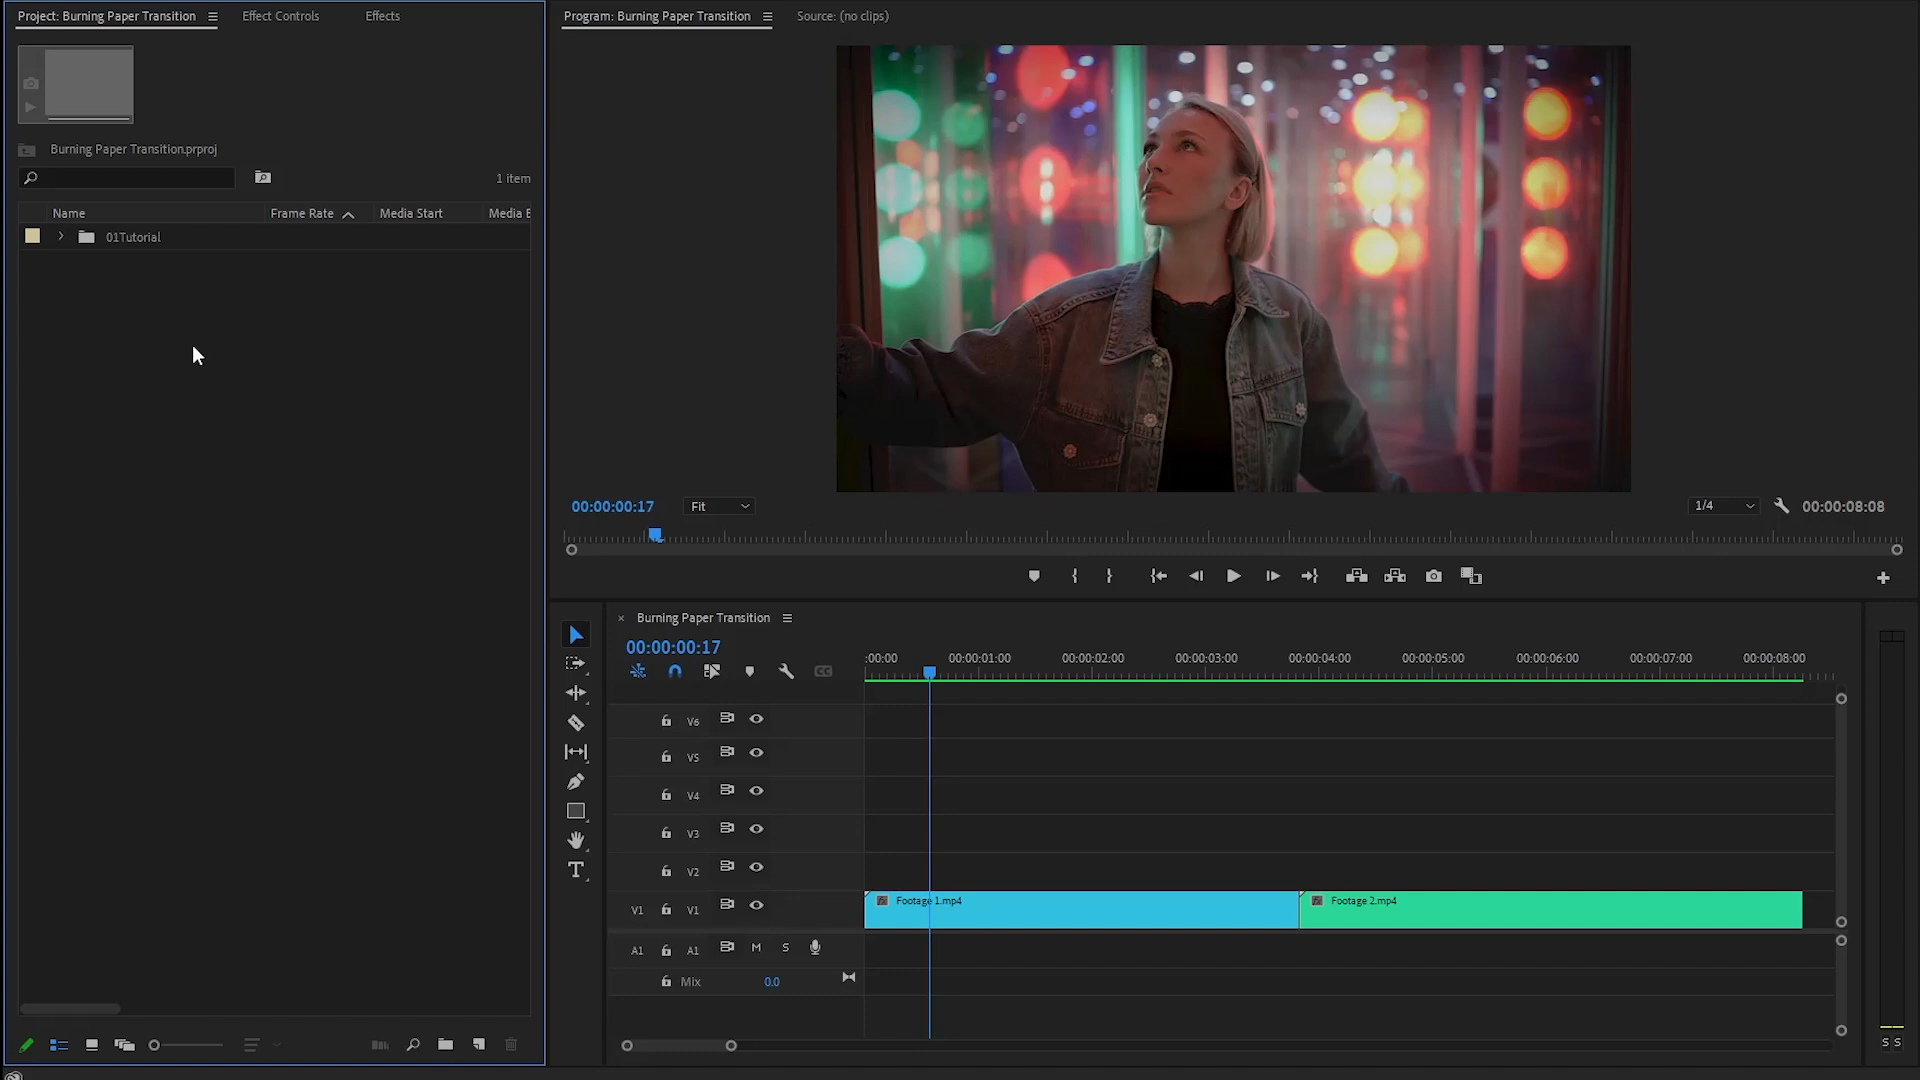 Project: Burning Paper Transition
Effect Controls
Effects
Burning Paper Transition.prproj
1 item
Name
Frame Rate
Media Start
Media E
01Tutorial
Program: Burning Paper Transition
Source: (no clips)
00:00:00:17
Fit
1/4
00:00:08:08
Burning Paper Transition
00:00:00:17
:00:00
00:00:01:00
00:00:02:00
00:00:03:00
00:00:04:00
00:00:05:00
00:00:06:00
00:00:07:00
00:00:08:00
V6
V5
V4
V3
V2
V1
V1
Footage 1.mp4
Footage 2.mp4
A1
A1
M
S
Mix
0.0
S S